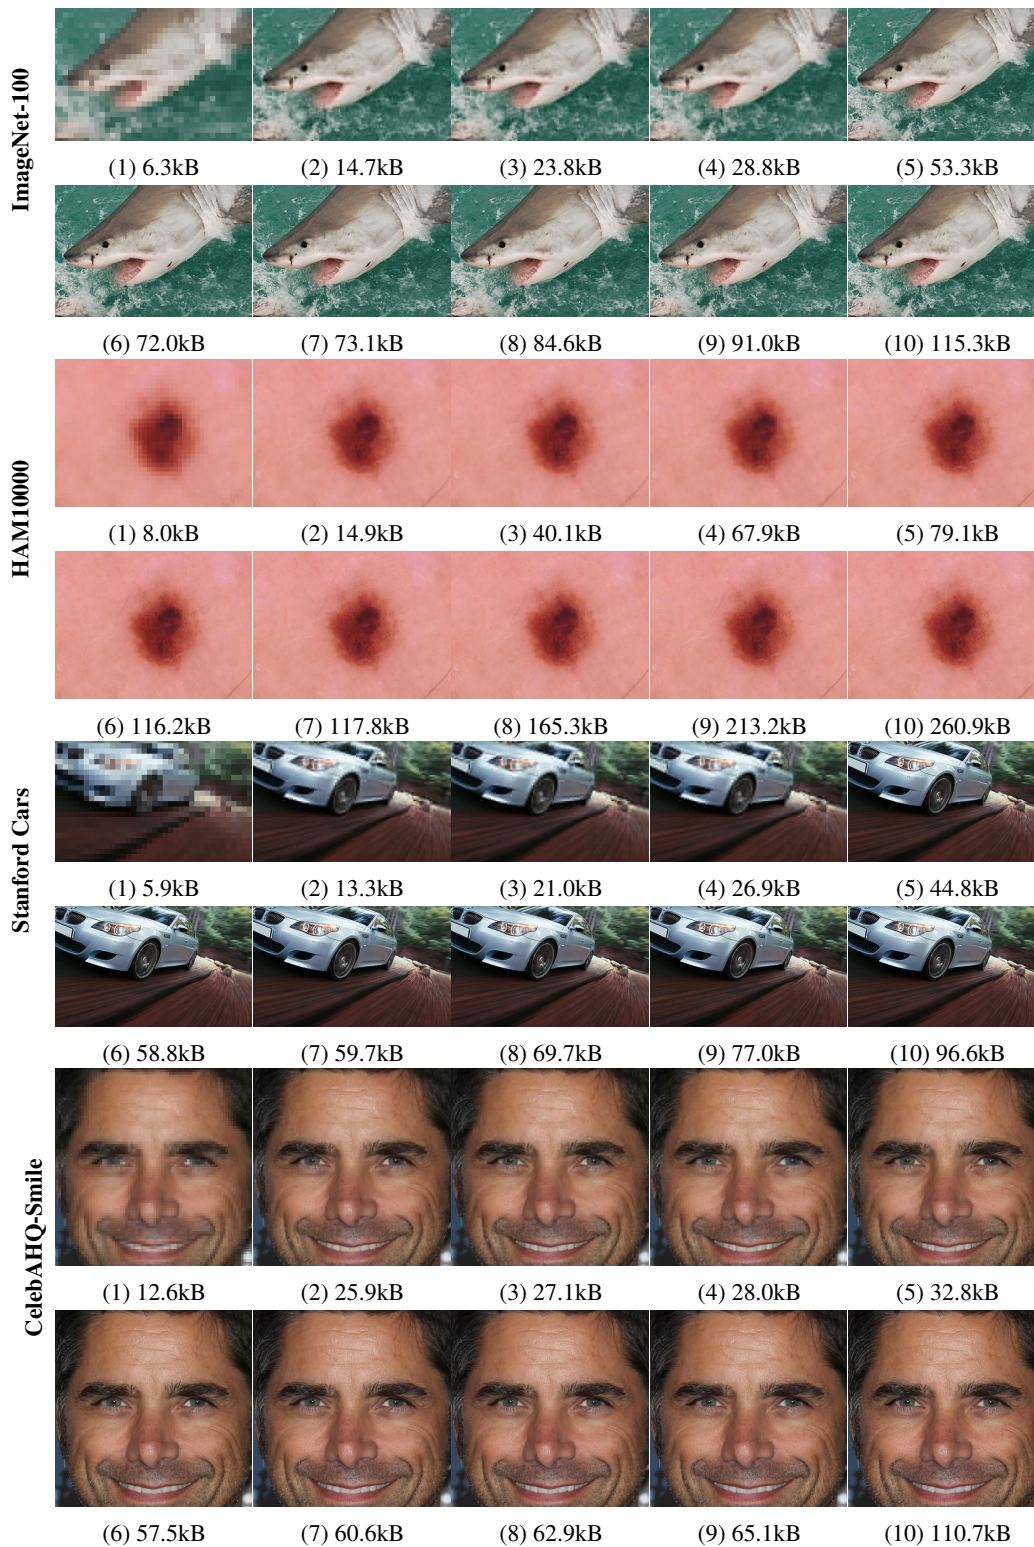 ImageNet-100
(1) 6.3kB (2) 14.7kB (3) 23.8kB (4) 28.8kB (5) 53.3kB
(6) 72.0kB (7) 73.1kB (8) 84.6kB (9) 91.0kB (10) 115.3kB
HAM10000
(1) 8.0kB (2) 14.9kB (3) 40.1kB (4) 67.9kB (5) 79.1kB
(6) 116.2kB (7) 117.8kB (8) 165.3kB (9) 213.2kB (10) 260.9kB
Stanford Cars
(1) 5.9kB (2) 13.3kB (3) 21.0kB (4) 26.9kB (5) 44.8kB
(6) 58.8kB (7) 59.7kB (8) 69.7kB (9) 77.0kB (10) 96.6kB
CelebAHQ-Smile
(1) 12.6kB (2) 25.9kB (3) 27.1kB (4) 28.0kB (5) 32.8kB
(6) 57.5kB (7) 60.6kB (8) 62.9kB (9) 65.1kB (10) 110.7kB